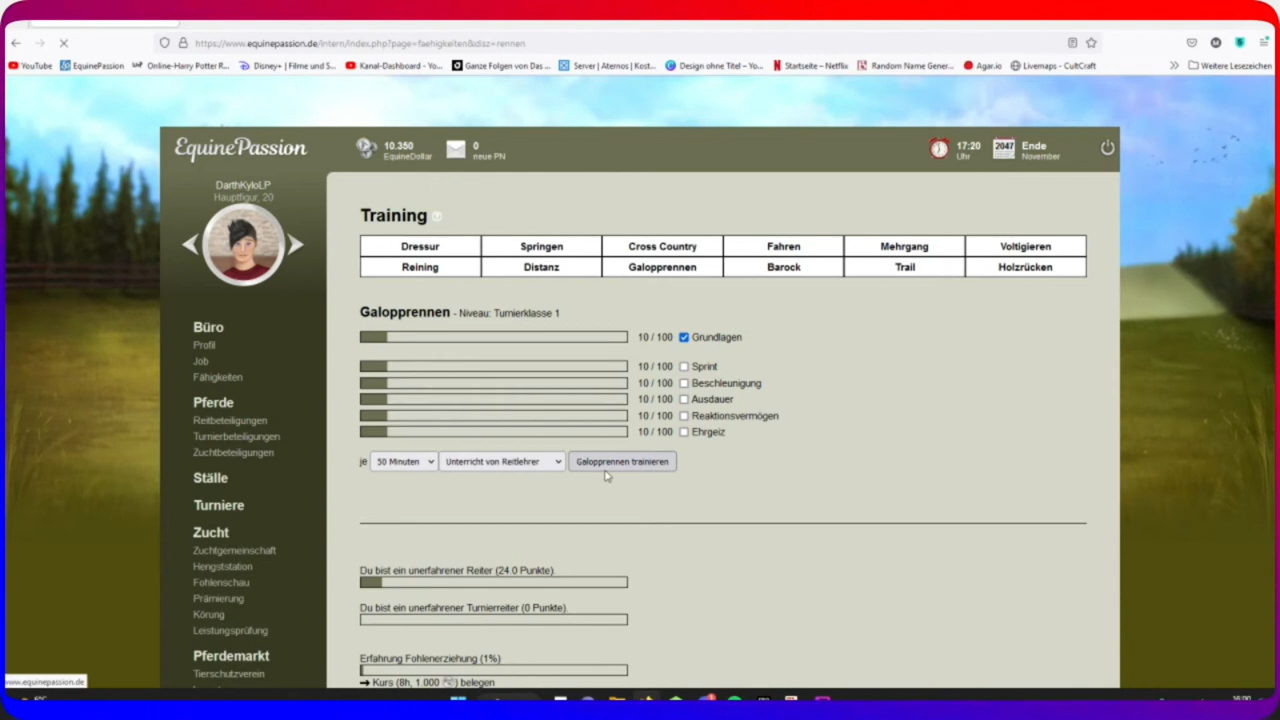 https://www.equinepassion.de/intern/index.php?page=faehigkeiten&disz=rennen
YouTube EquinePassion Online-Harry Potter R... Disney+ | Filme und S... Kanal-Dashboard - Yo... Ganze Folgen von Das ... Server | Aternos | Kost... Design ohne Titel – Yo... Startseite – Netflix Random Name Gener... Agar.io Livemaps - CultCraft Weitere Lesezeichen
EquinePassion
10.350
EquineDollar
0
neue PN
17:20
Uhr
2047
Ende
November
DarthKyloLP
Hauptfigur, 20
Büro
Profil
Job
Fähigkeiten
Pferde
Reitbeteiligungen
Turnierbeteiligungen
Zuchtbeteiligungen
Ställe
Turniere
Zucht
Zuchtgemeinschaft
Hengststation
Fohlenschau
Prämierung
Körung
Leistungsprüfung
Pferdemarkt
Tierschutzverein
Training
Dressur Springen Cross Country Fahren Mehrgang Voltigieren
Reining Distanz Galopprennen Barock Trail Holzrücken
Galopprennen - Niveau: Turnierklasse 1
10 / 100 Grundlagen
10 / 100 Sprint
10 / 100 Beschleunigung
10 / 100 Ausdauer
10 / 100 Reaktionsvermögen
10 / 100 Ehrgeiz
je 50 Minuten Unterricht von Reitlehrer Galopprennen trainieren
Du bist ein unerfahrener Reiter (24.0 Punkte).
Du bist ein unerfahrener Turnierreiter (0 Punkte).
Erfahrung Fohlenerziehung (1%)
➔ Kurs (8h, 1.000 ) belegen
www.equinepassion.de